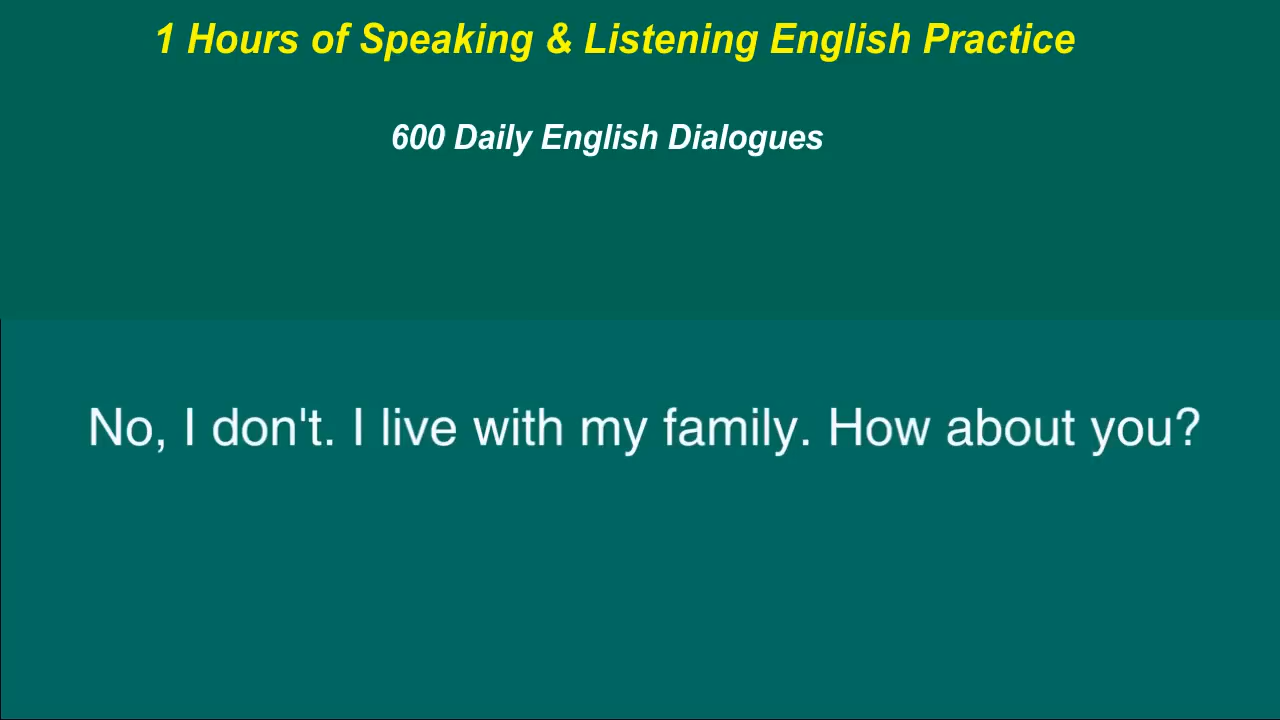 1 Hours of Speaking & Listening English Practice
600 Daily English Dialogues
No, I don't. I live with my family. How about you?